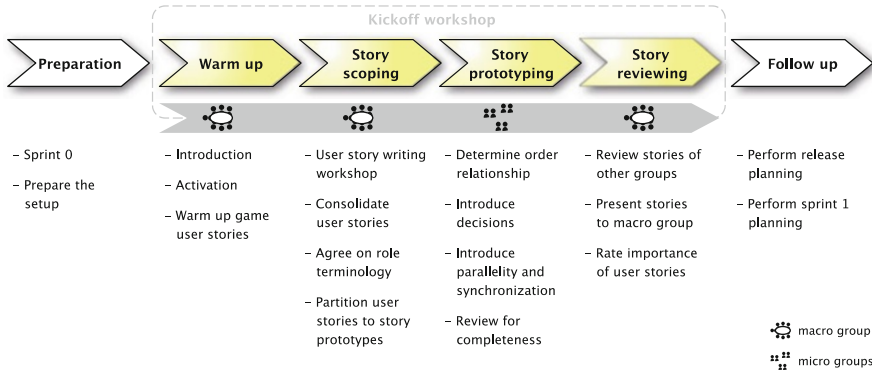 Kickoff workshop
Preparation
Warm up
Story
scoping
Story
prototyping
Story
reviewing
Follow up
– Sprint 0
– Prepare the
setup
– Introduction
– Activation
– Warm up game
user stories
– User story writing
workshop
– Consolidate
user stories
– Agree on role
terminology
– Partition user
stories to story
prototypes
– Determine order
relationship
– Introduce
decisions
– Introduce
parallelity and
synchronization
– Review for
completeness
– Review stories of
other groups
– Present stories
to macro group
– Rate importance
of user stories
– Perform release
planning
– Perform sprint 1
planning
macro group
micro groups